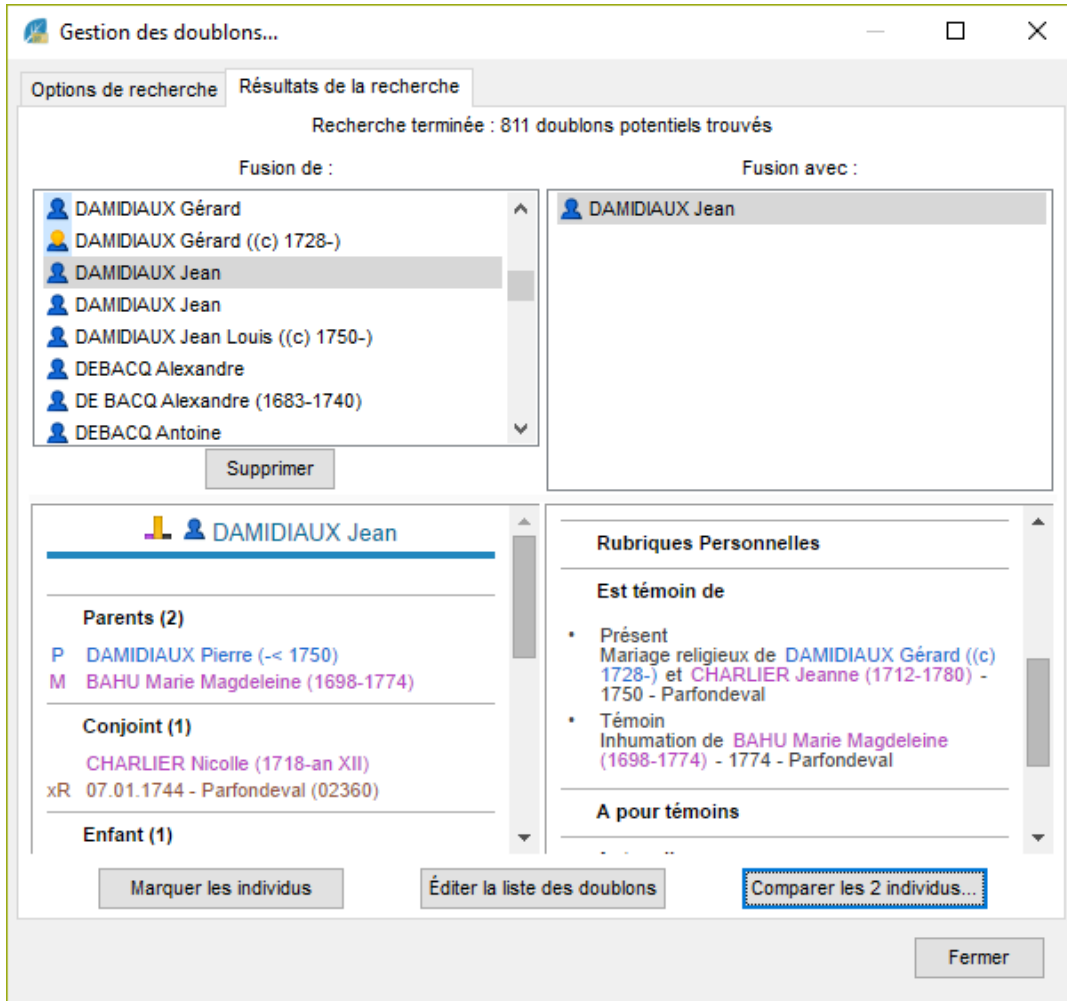 Gestion des doublons...
Options de recherche
Résultats de la recherche
Recherche terminée : 811 doublons potentiels trouvés
Fusion de :
DAMIDIAUX Gérard
DAMIDIAUX Gérard ((c) 1728-)
DAMIDIAUX Jean
DAMIDIAUX Jean
DAMIDIAUX Jean Louis ((c) 1750-)
DEBACQ Alexandre
DE BACQ Alexandre (1683-1740)
DEBACQ Antoine
Supprimer
Fusion avec :
DAMIDIAUX Jean
DAMIDIAUX Jean
Parents (2)
P DAMIDIAUX Pierre (-< 1750)
M BAHU Marie Magdeleine (1698-1774)
Conjoint (1)
CHARLIER Nicolle (1718-an XII)
xR 07.01.1744 - Parfondeval (02360)
Enfant (1)
Rubriques Personnelles
Est témoin de
• Présent
Mariage religieux de DAMIDIAUX Gérard ((c)
1728-) et CHARLIER Jeanne (1712-1780) -
1750 - Parfondeval
• Témoin
Inhumation de BAHU Marie Magdeleine
(1698-1774) - 1774 - Parfondeval
A pour témoins
Marquer les individus
Éditer la liste des doublons
Comparer les 2 individus...
Fermer